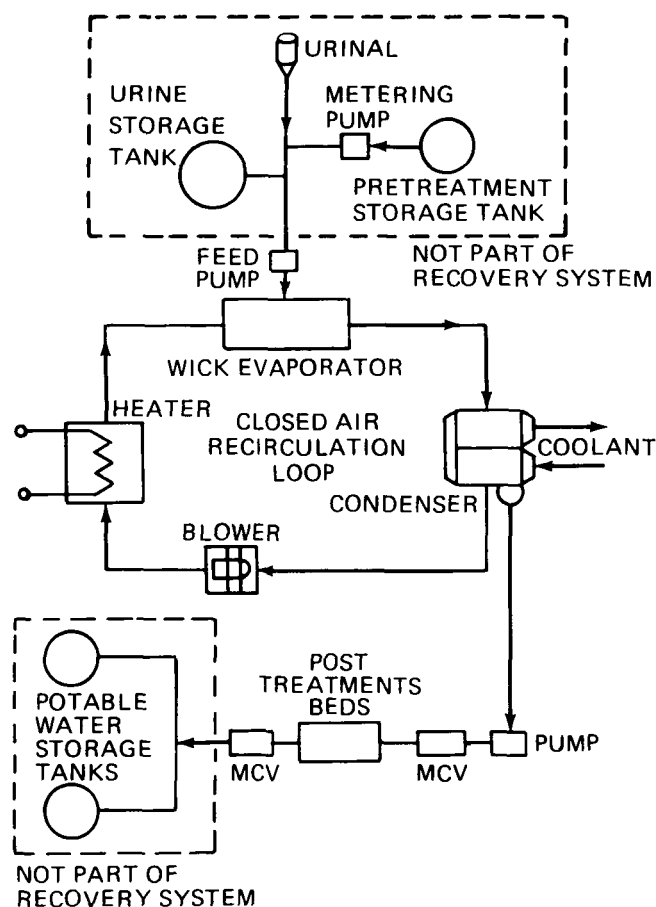 URINAL
URINE
STORAGE
TANK
METERING
PUMP
PRETREATMENT
STORAGE TANK
FEED
PUMP
NOT PART OF
RECOVERY SYSTEM
WICK EVAPORATOR
HEATER
CLOSED AIR
RECIRCULATION
LOOP
COOLANT
CONDENSER
BLOWER
POST
TREATMENTS
BEDS
POTABLE
WATER
STORAGE
TANKS
MCV
MCV
PUMP
NOT PART OF
RECOVERY SYSTEM